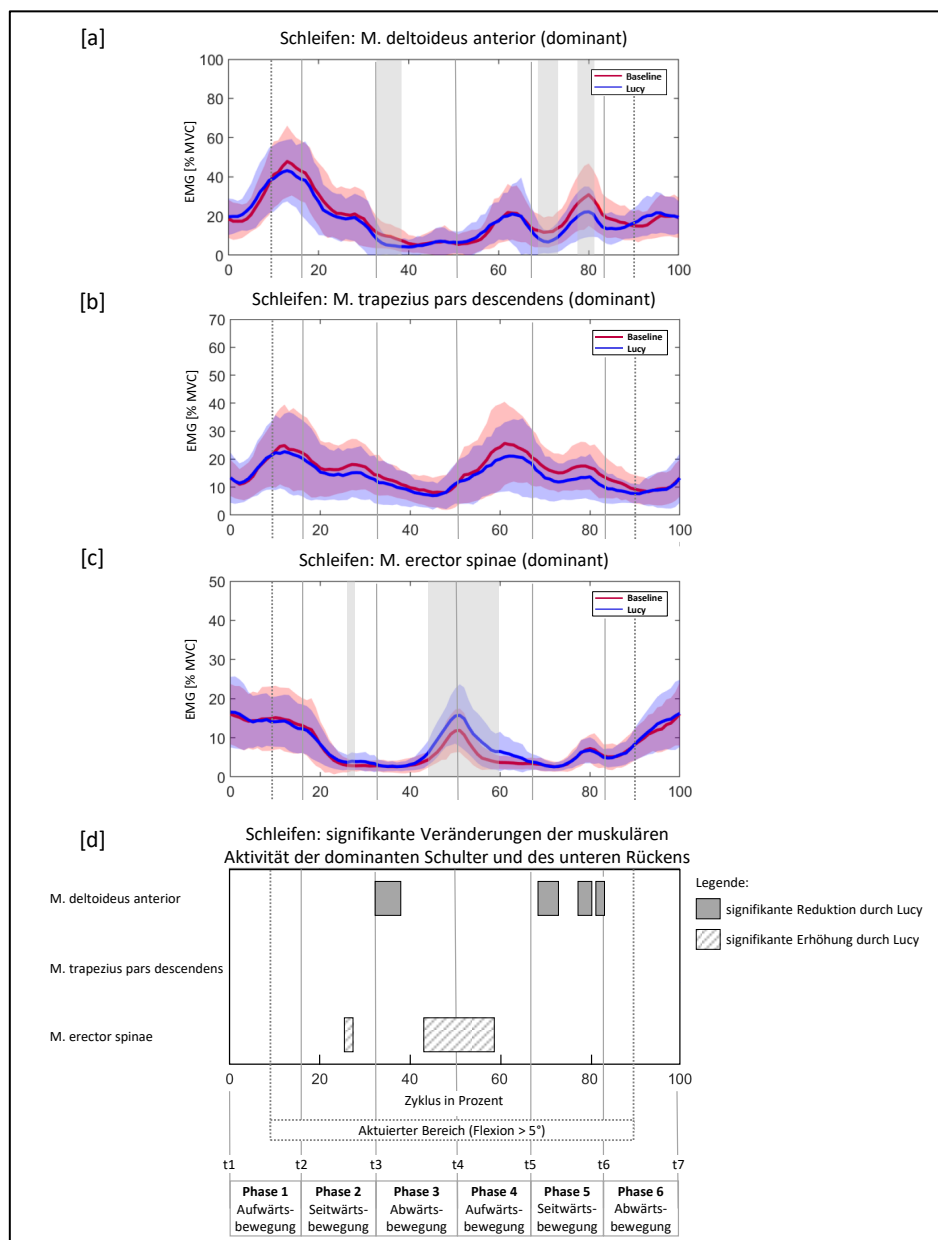 [a]
Schleifen: M. deltoideus anterior (dominant)
EMG [% MVC]
100
80
60
40
20
0
Baseline
Lucy
0 20 40 60 80 100
[b]
Schleifen: M. trapezius pars descendens (dominant)
EMG [% MVC]
70
60
50
40
30
20
10
0
Baseline
Lucy
0 20 40 60 80 100
[c]
Schleifen: M. erector spinae (dominant)
EMG [% MVC]
50
40
30
20
10
0
Baseline
Lucy
0 20 40 60 80 100
[d]
Schleifen: signifikante Veränderungen der muskulären
Aktivität der dominanten Schulter und des unteren Rückens
M. deltoideus anterior
M. trapezius pars descendens
M. erector spinae
Legende:
signifikante Reduktion durch Lucy
signifikante Erhöhung durch Lucy
0 20 40 60 80 100
Zyklus in Prozent
Aktuierter Bereich (Flexion > 5°)
t1 t2 t3 t4 t5 t6 t7
Phase 1
Aufwärts-
bewegung
Phase 2
Seitwärts-
bewegung
Phase 3
Abwärts-
bewegung
Phase 4
Aufwärts-
bewegung
Phase 5
Seitwärts-
bewegung
Phase 6
Abwärts-
bewegung